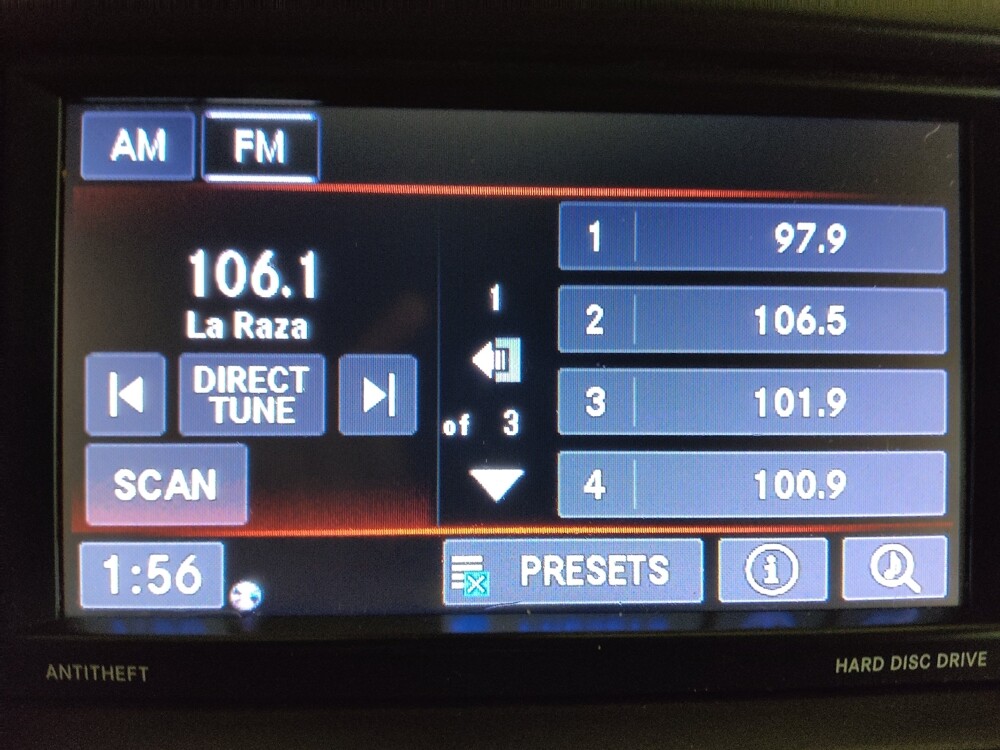 AM
FM
106.1
La Raza
DIRECT
TUNE
SCAN
1
of 3
1 97.9
2 106.5
3 101.9
4 100.9
1:56
PRESETS
i
ANTITHEFT
HARD DISC DRIVE